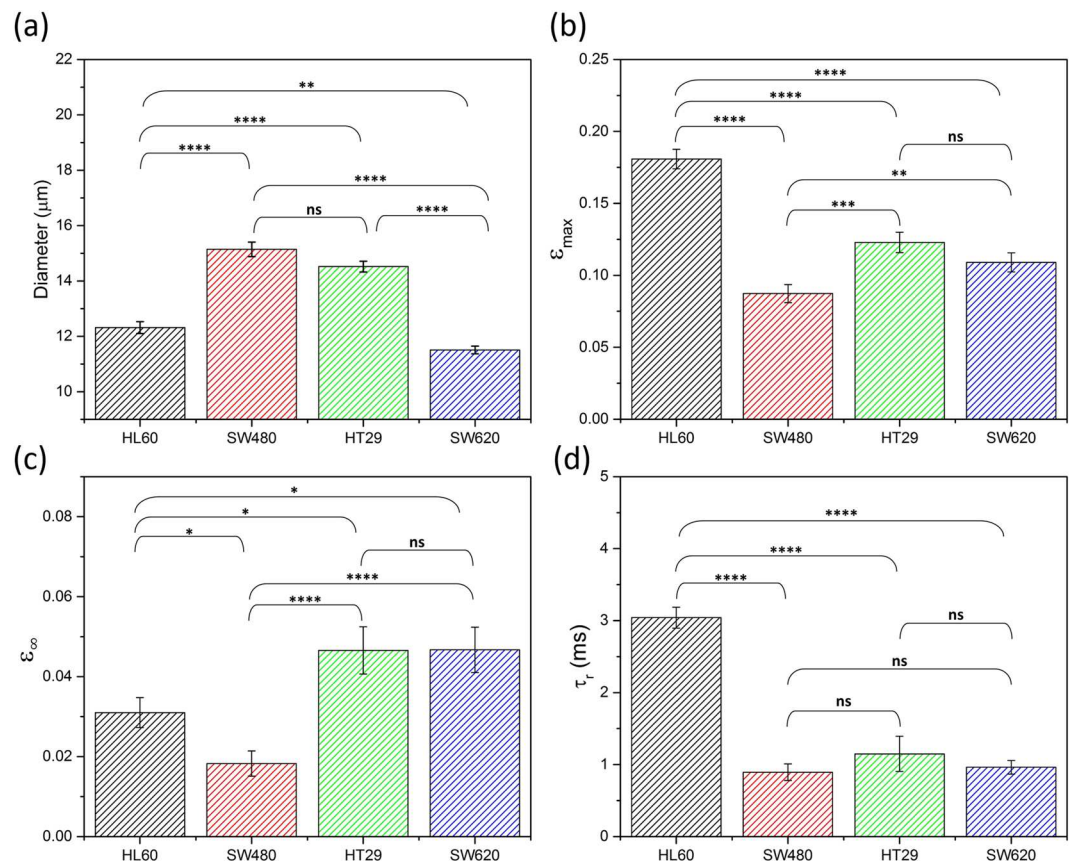 (a)
22
20
18
16
14
12
10
Diameter (μm)
**
****
****
****
ns
****
HL60 SW480 HT29 SW620
(b)
0.25
0.20
0.15
0.10
0.05
0.00
εmax
****
****
****
ns
**
***
HL60 SW480 HT29 SW620
(c)
0.08
0.06
0.04
0.02
0.00
ε∞
*
*
*
ns
****
****
HL60 SW480 HT29 SW620
(d)
5
4
3
2
1
0
τr (ms)
****
****
****
ns
ns
ns
HL60 SW480 HT29 SW620